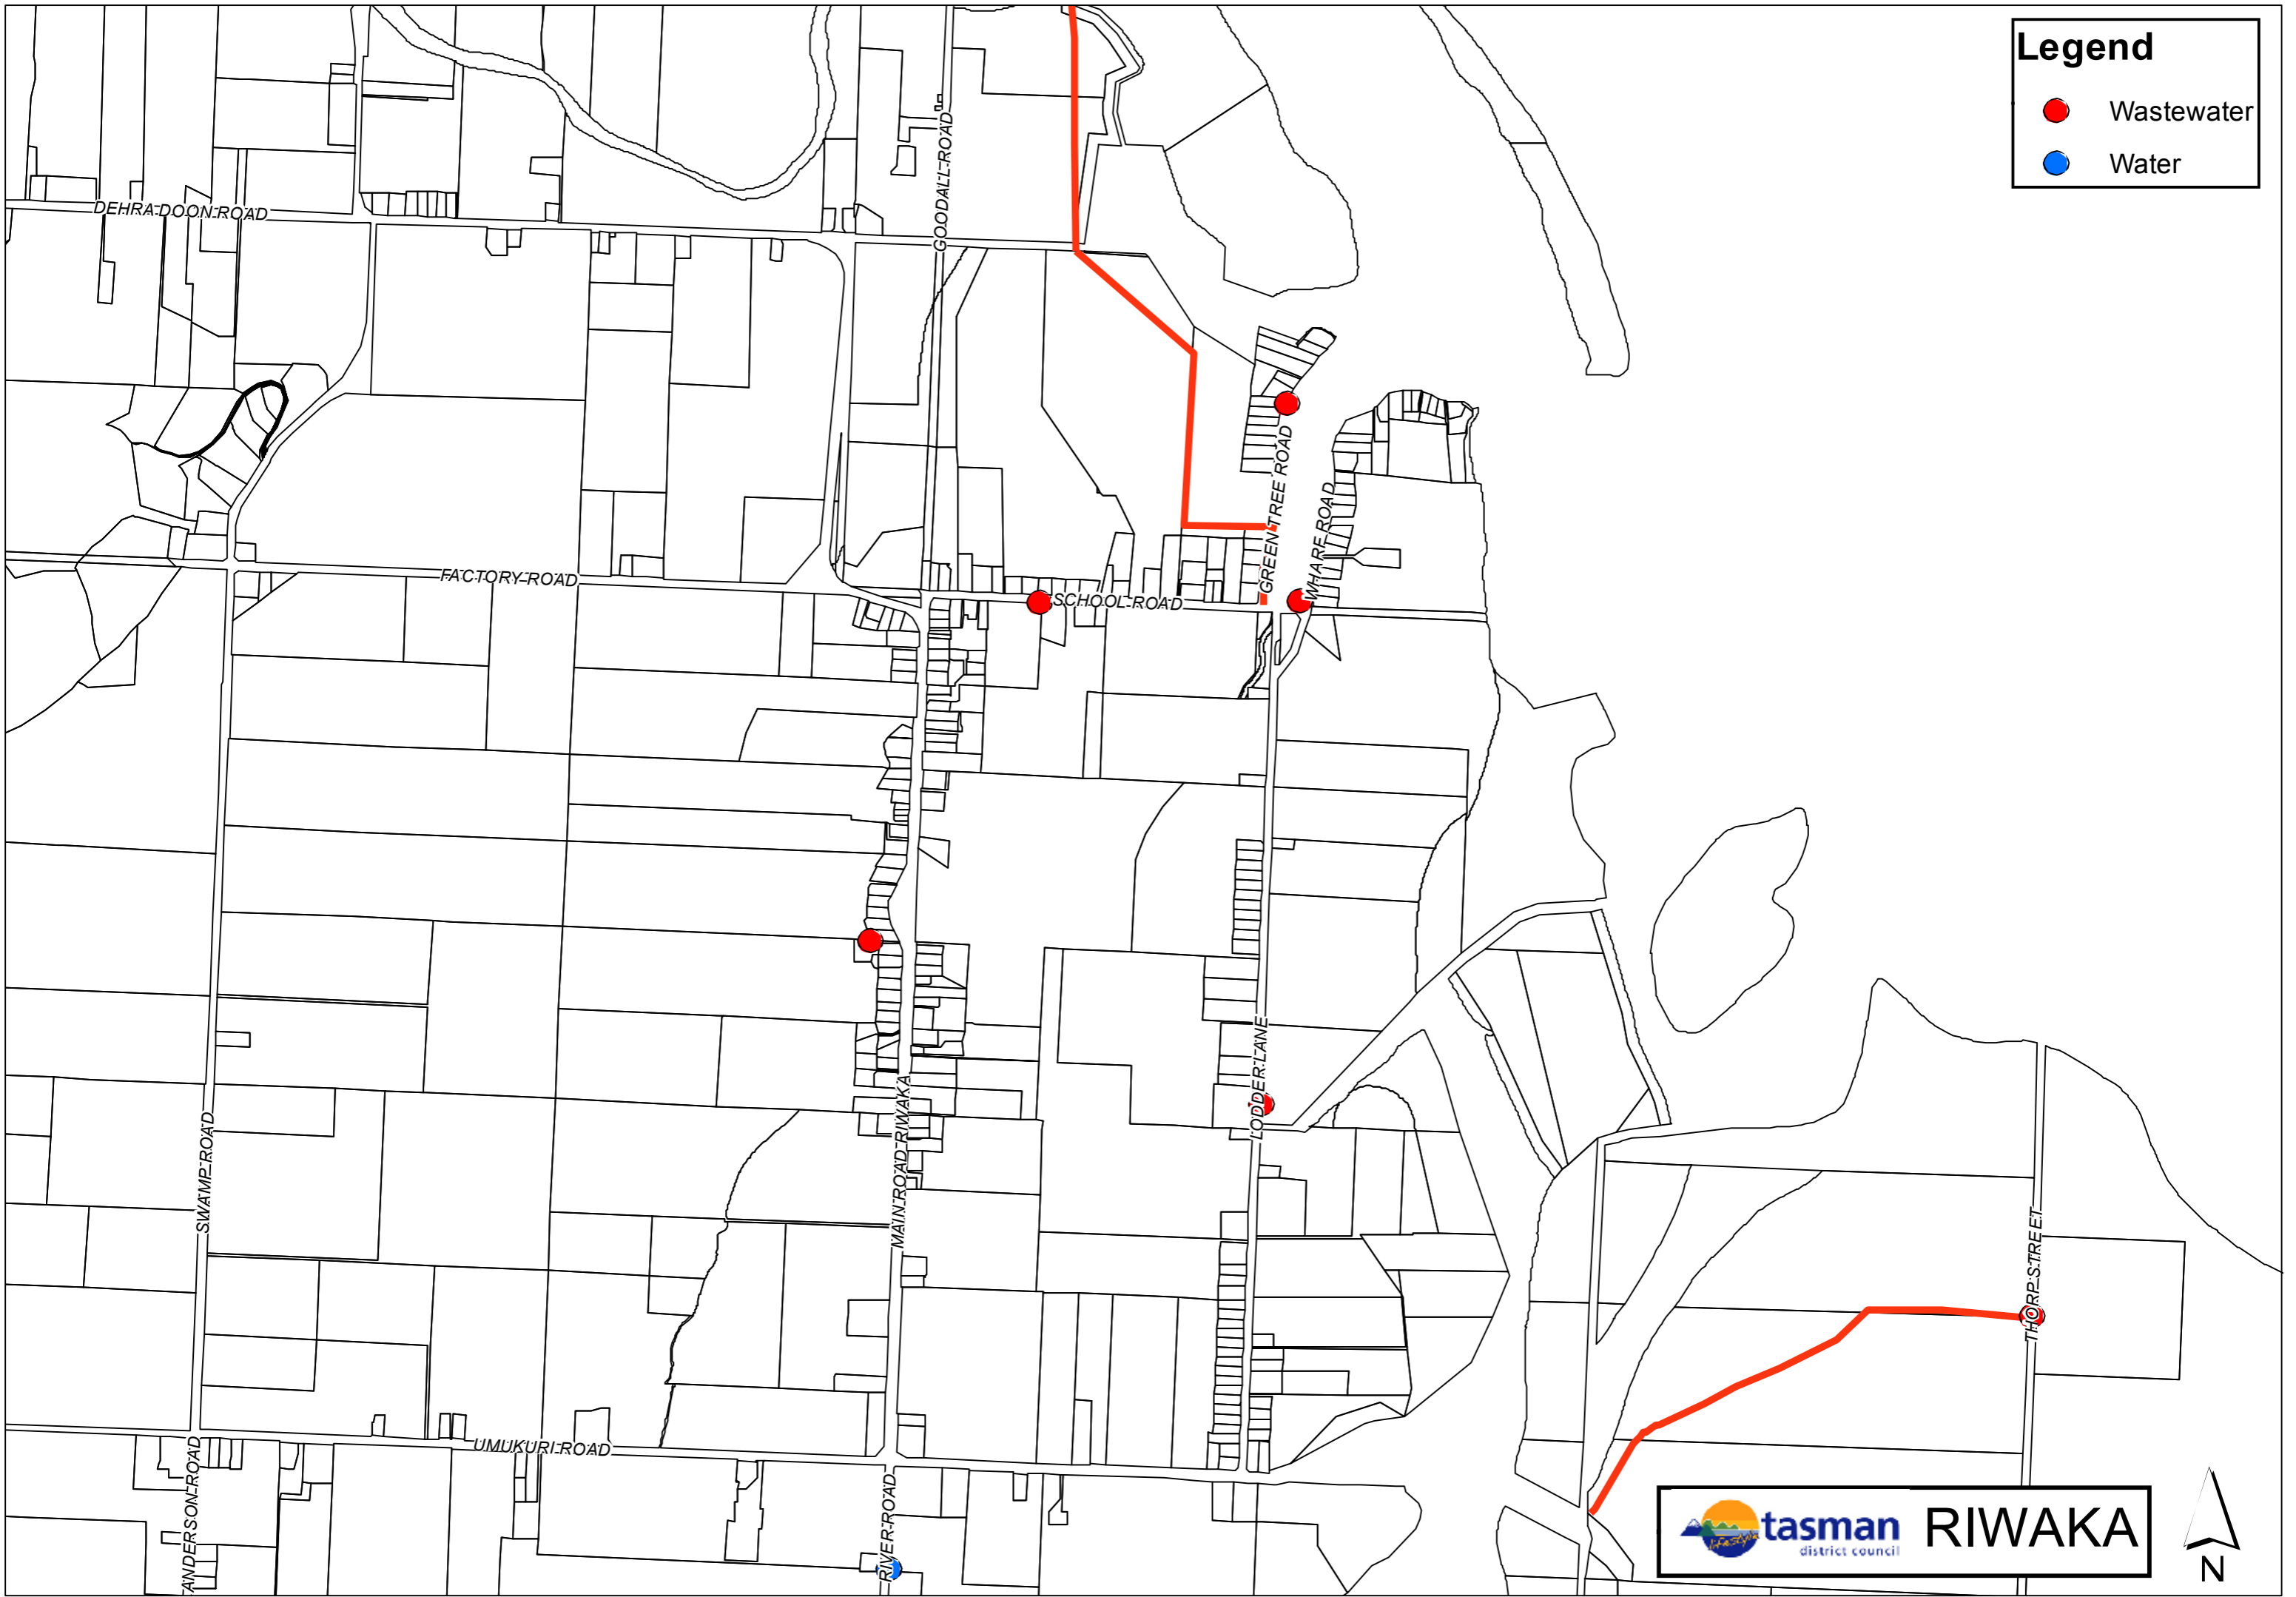 Legend
Wastewater
Water
DEHRA DOON ROAD
GOODALL ROAD
GREEN TREE ROAD
WHARF ROAD
FACTORY ROAD
SCHOOL ROAD
LODDER LANE
MAIN ROAD RIWAKA
SWAMP ROAD
THORP STREET
UMUKURI ROAD
ANDERSON ROAD
RIVER ROAD
tasman
district council
RIWAKA
N